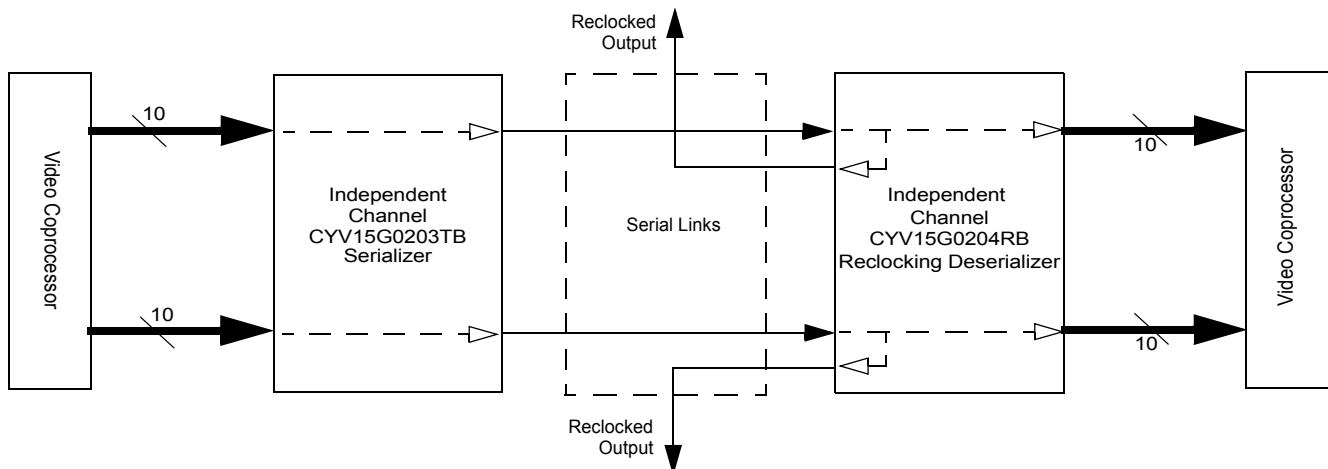 Reclocked
Output
Video Coprocessor
10
10
Independent
Channel
CYV15G0203TB
Serializer
Serial Links
Independent
Channel
CYV15G0204RB
Reclocking Deserializer
10
10
Video Coprocessor
Reclocked
Output